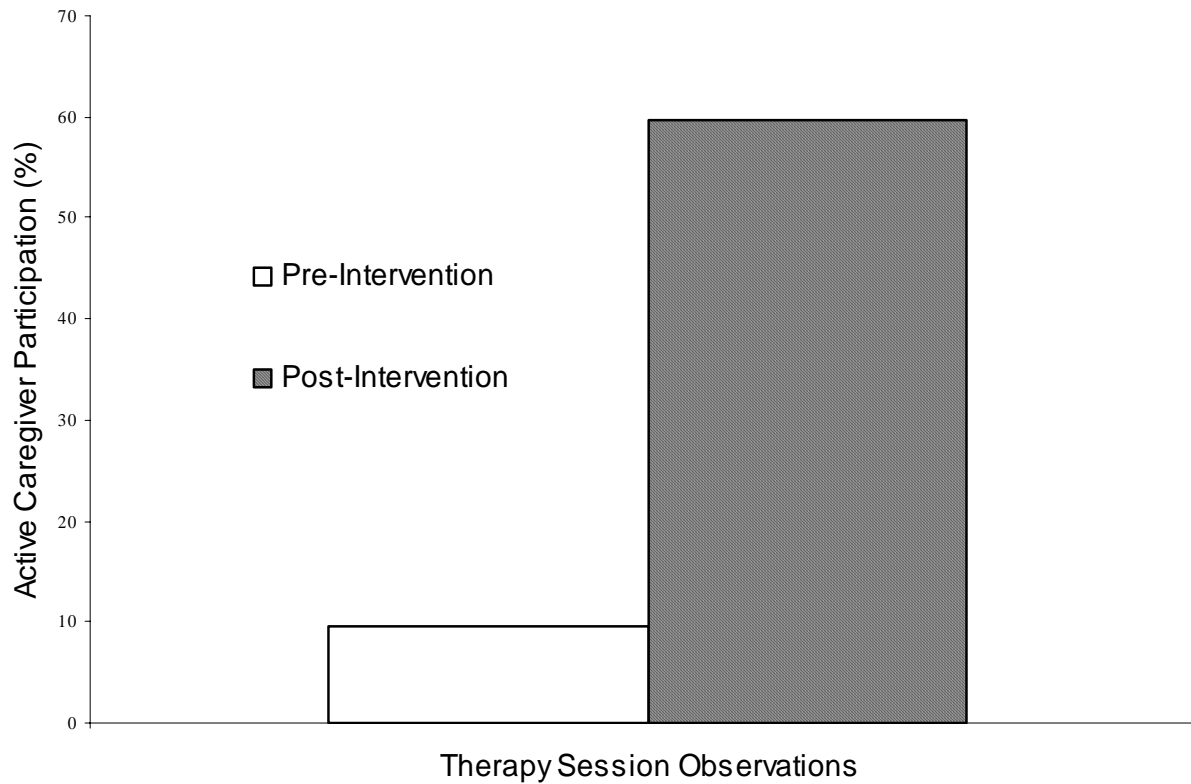 70
60
50
40
30
20
10
0
Active Caregiver Participation (%)
Pre-Intervention
Post-Intervention
Therapy Session Observations